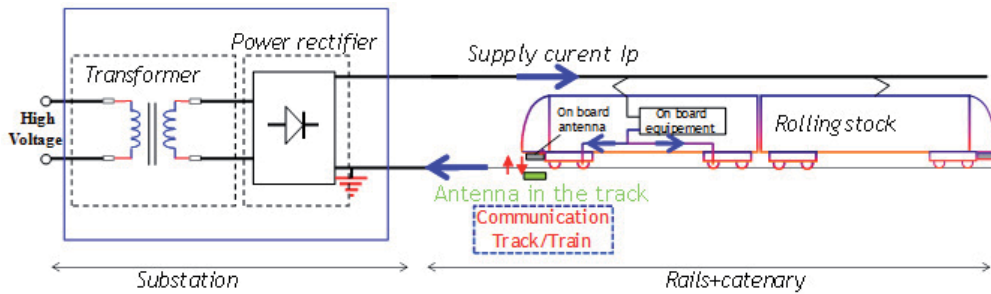 Power rectifier
Transformer
Supply curent Ip
High
Voltage
On board
antenna
On board
equipement
Rolling stock
Antenna in the track
Communication
Track/Train
Substation
Rails+catenary